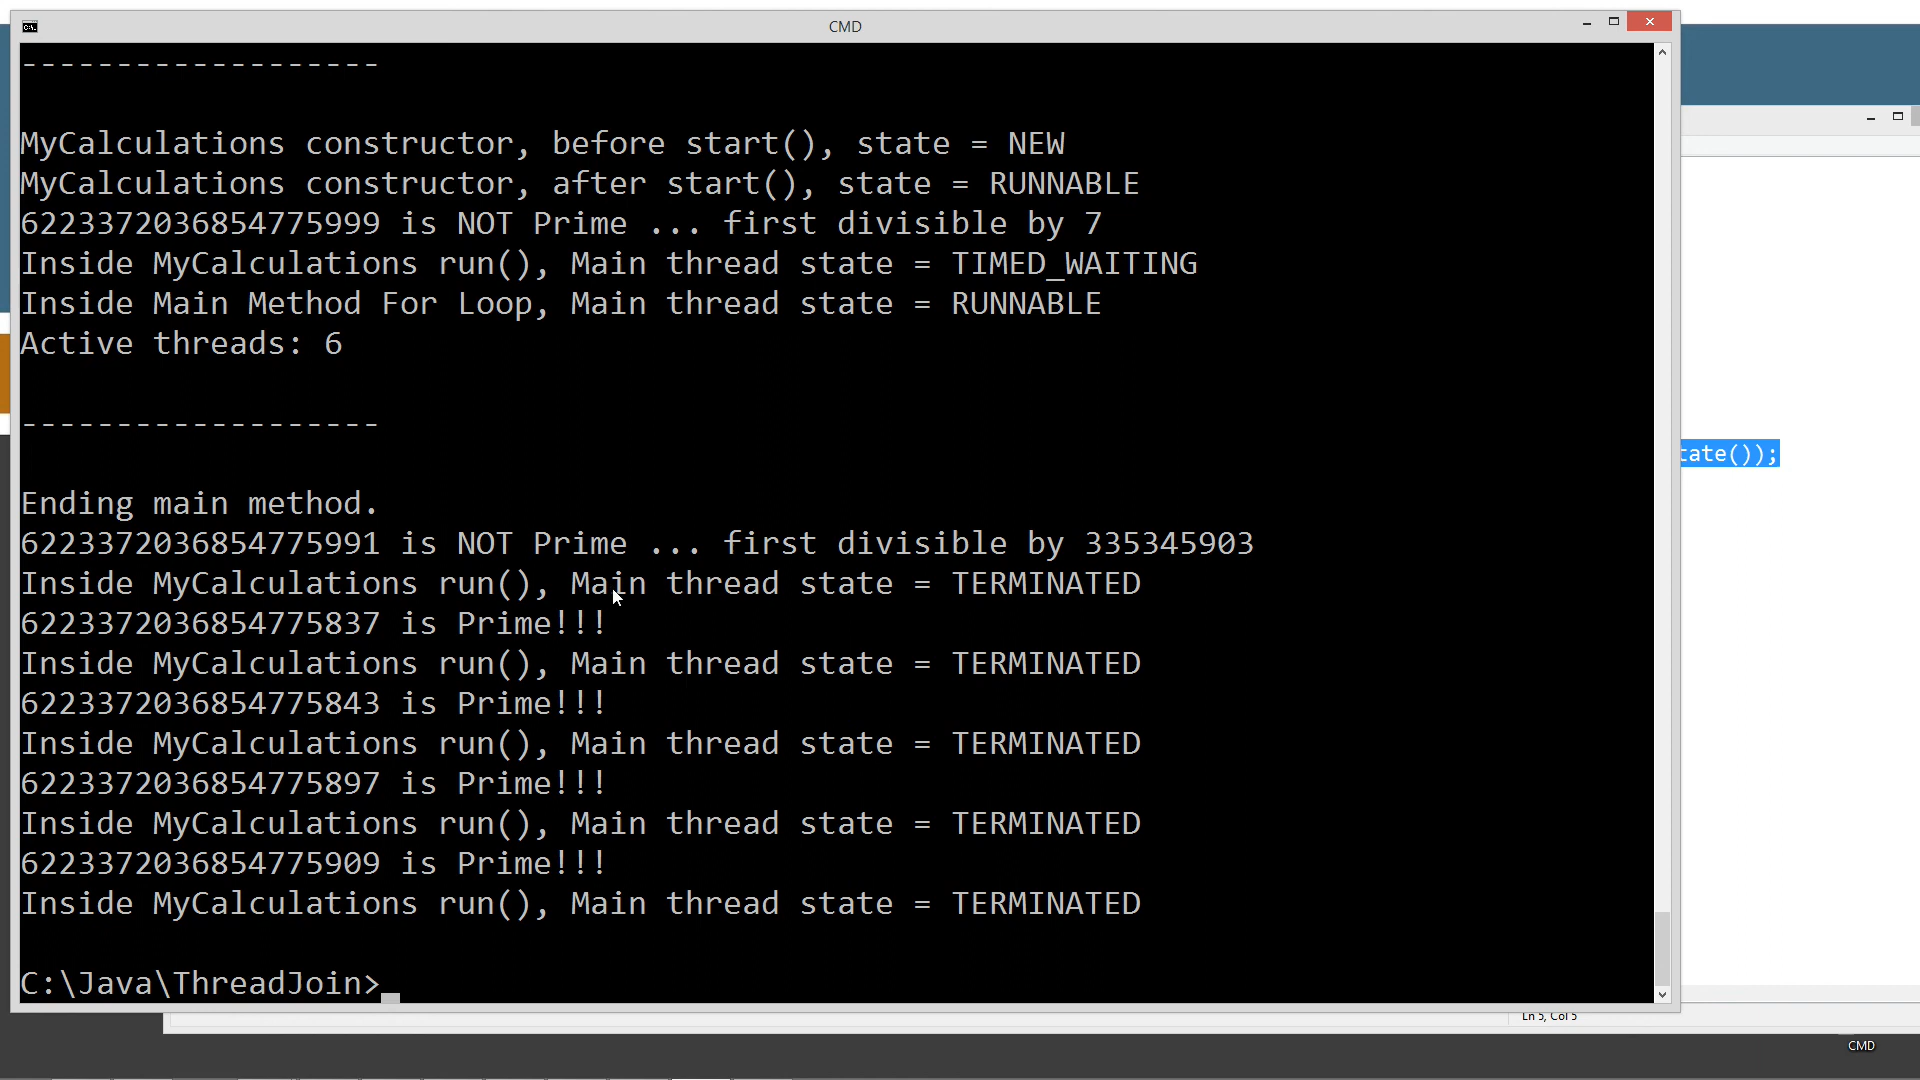 CMD
-------------------
MyCalculations constructor, before start(), state = NEW
MyCalculations constructor, after start(), state = RUNNABLE
6223372036854775999 is NOT Prime ... first divisible by 7
Inside MyCalculations run(), Main thread state = TIMED_WAITING
Inside Main Method For Loop, Main thread state = RUNNABLE
Active threads: 6
-------------------
tate());
Ending main method.
6223372036854775991 is NOT Prime ... first divisible by 335345903
Inside MyCalculations run(), Main thread state = TERMINATED
6223372036854775837 is Prime!!!
Inside MyCalculations run(), Main thread state = TERMINATED
6223372036854775843 is Prime!!!
Inside MyCalculations run(), Main thread state = TERMINATED
6223372036854775897 is Prime!!!
Inside MyCalculations run(), Main thread state = TERMINATED
6223372036854775909 is Prime!!!
Inside MyCalculations run(), Main thread state = TERMINATED
C:\Java\ThreadJoin>
Ln 5, Col 5
CMD